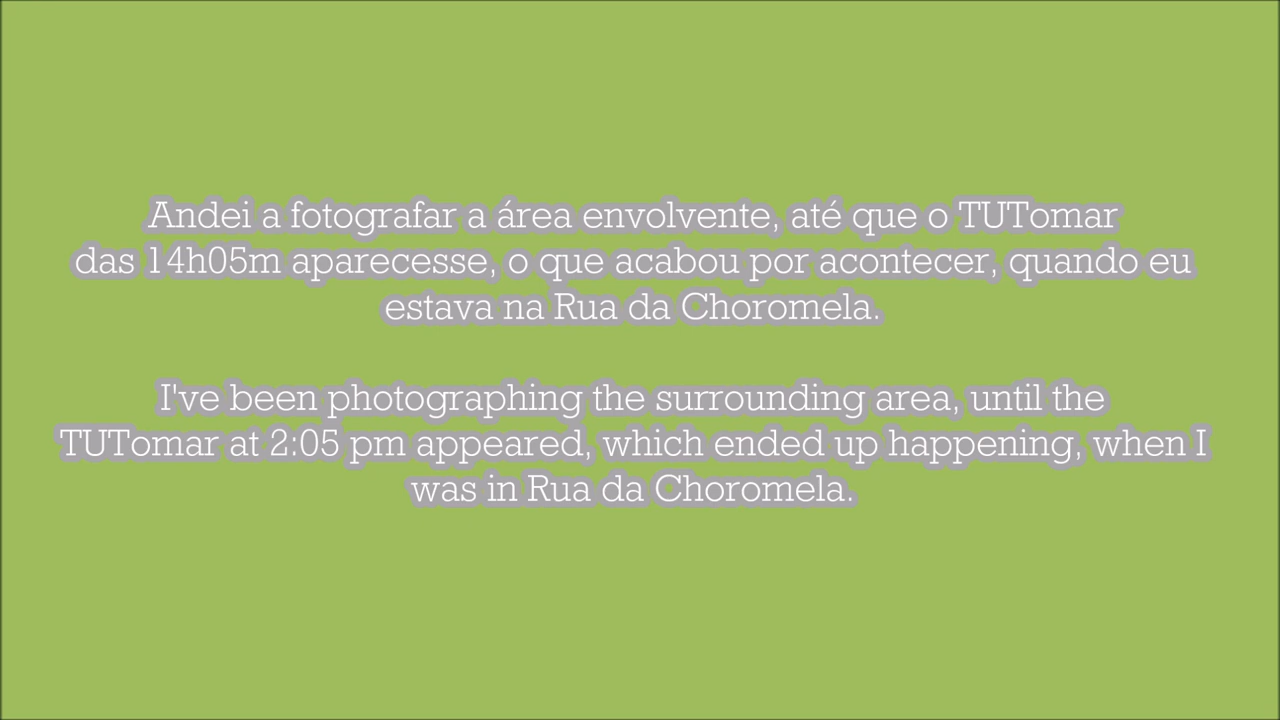 Andei a fotografar a área envolvente, até que o TUTomar
das 14h05m aparecesse, o que acabou por acontecer, quando eu
estava na Rua da Choromela.
I've been photographing the surrounding area, until the
TUTomar at 2:05 pm appeared, which ended up happening, when I
was in Rua da Choromela.